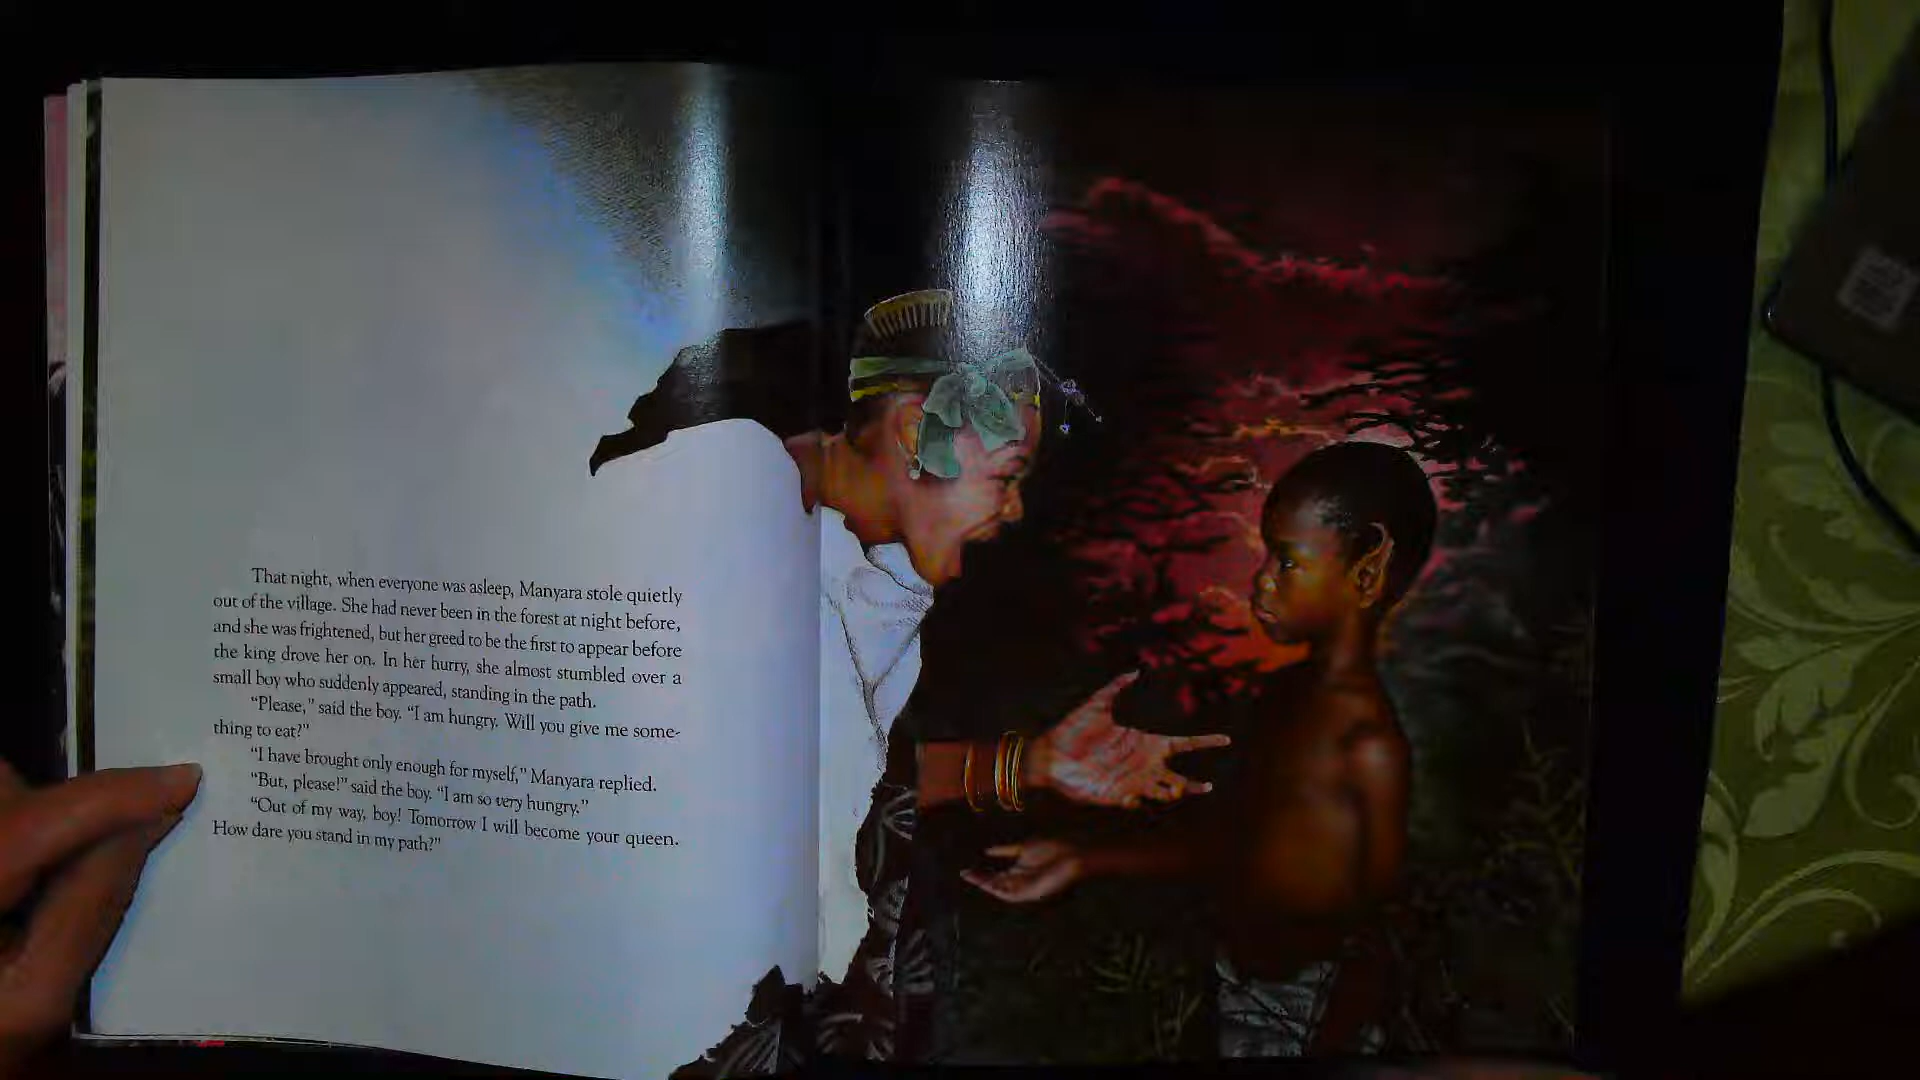 That night, when everyone was asleep, Manyara stole quietly
out of the village. She had never been in the forest at night before,
and she was frightened, but her greed to be the first to appear before
the king drove her on. In her hurry, she almost stumbled over a
small boy who suddenly appeared, standing in the path.
“Please,” said the boy. “I am hungry. Will you give me some-
thing to eat?”
“I have brought only enough for myself,” Manyara replied.
“But, please!” said the boy. “I am so very hungry.”
“Out of my way, boy! Tomorrow I will become your queen.
How dare you stand in my path?”